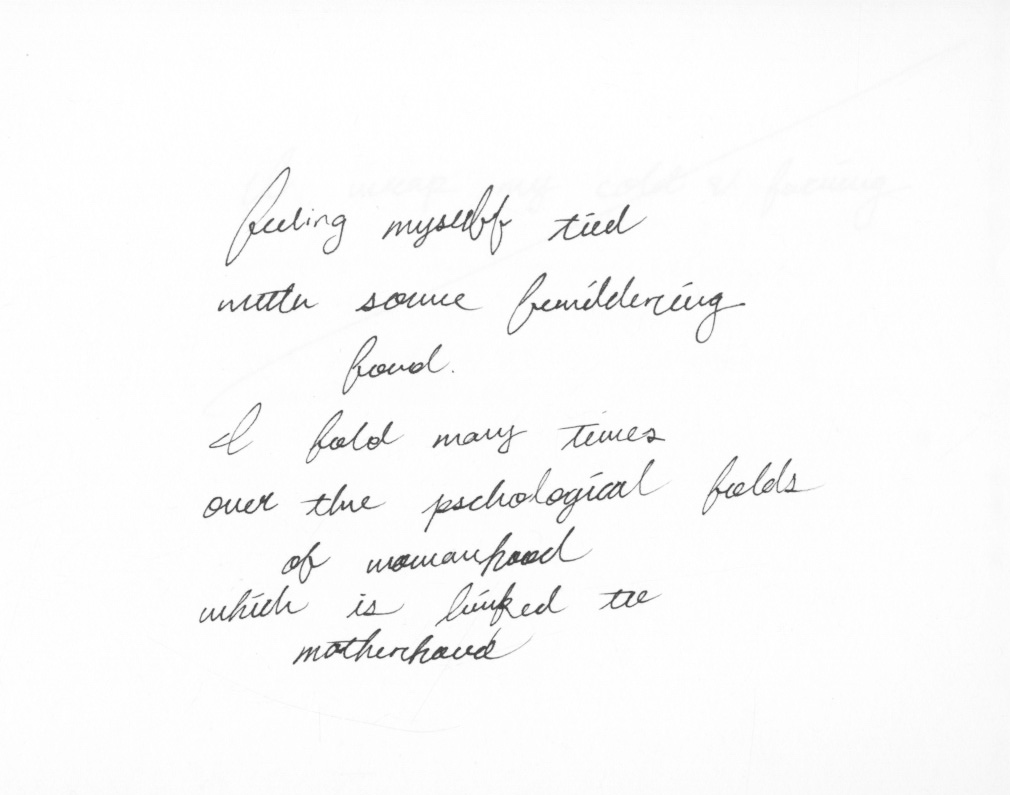 feeling myself tied
with some bewildering
bond.
I fold many times
over the pschological folds
of womanhood
which is linked to
motherhood